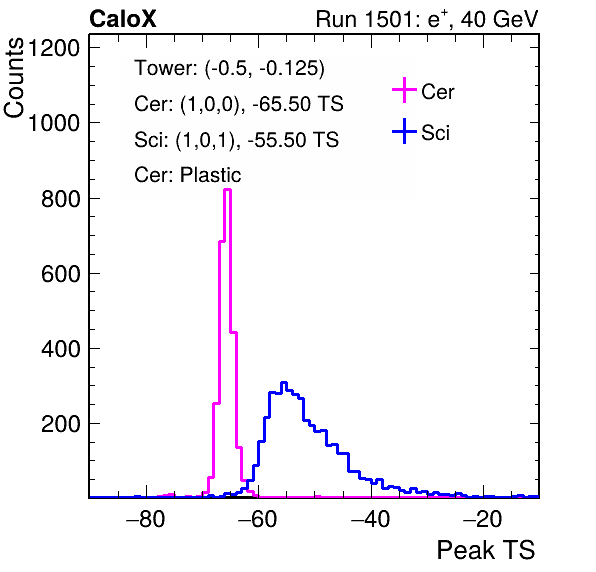 CaloX Run 1501: e⁺, 40 GeV
Counts
1200
1000
800
600
400
200
Tower: (-0.5, -0.125)
Cer: (1,0,0), -65.50 TS
Sci: (1,0,1), -55.50 TS
Cer: Plastic
Cer
Sci
−80 −60 −40 −20
Peak TS